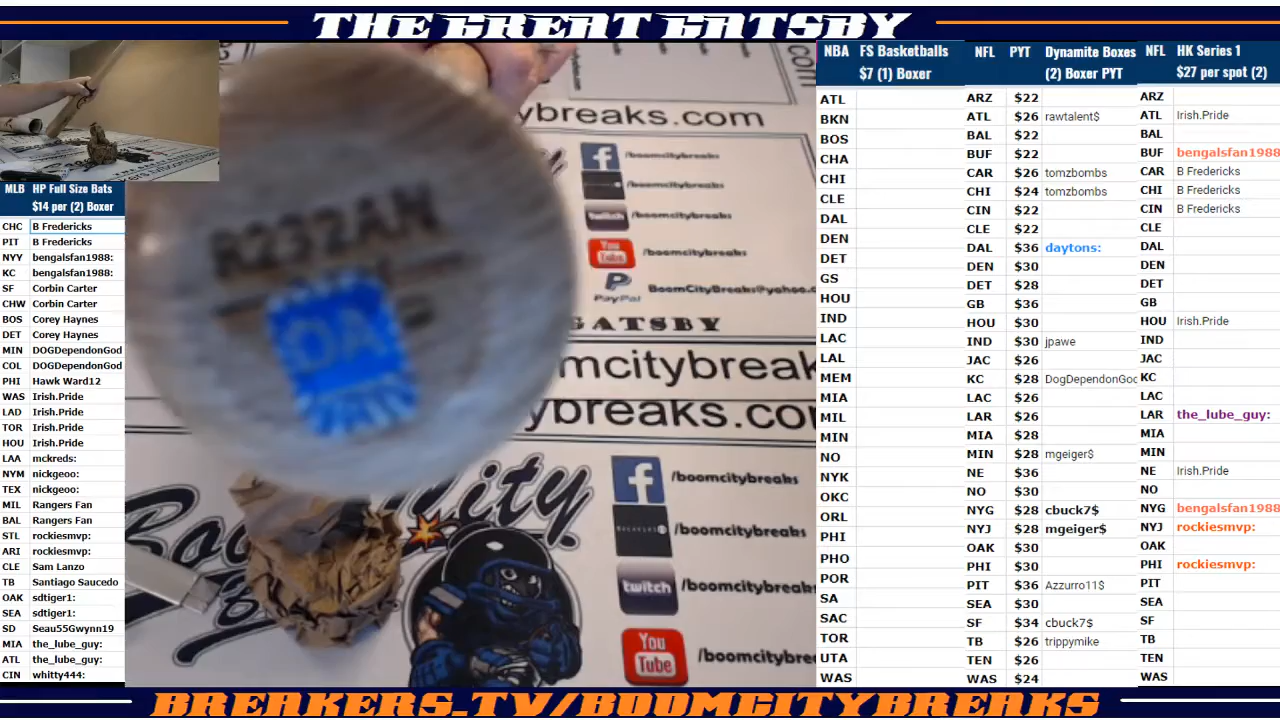 THE GREAT GATSBY
MLB HP Full Size Bats
$14 per (2) Boxer
CHC B Fredericks
PIT B Fredericks
NYY bengalsfan1988:
KC bengalsfan1988:
SF Corbin Carter
CHW Corbin Carter
BOS Corey Haynes
DET Corey Haynes
MIN DOGDependonGod
COL DOGDependonGod
PHI Hawk Ward12
WAS Irish.Pride
LAD Irish.Pride
TOR Irish.Pride
HOU Irish.Pride
LAA mckreds:
NYM nickgeoo:
TEX nickgeoo:
MIL Rangers Fan
BAL Rangers Fan
STL rockiesmvp:
ARI rockiesmvp:
CLE Sam Lanzo
TB Santiago Saucedo
OAK sdtiger1:
SEA sdtiger1:
SD Seau55Gwynn19
MIA the_lube_guy:
ATL the_lube_guy:
CIN whitty444:
ybreaks.com
/boomcitybreaks
/boomcitybreaks
twitch /boomcitybreaks
You Tube /boomcitybreaks
PayPal BoomCityBreaks@yahoo.c
GATSBY
mcitybreak
tybreaks.co
/boomcitybreaks
/boomcitybreaks
twitch /boomcitybreaks
You Tube /boomcitybre
NBA FS Basketballs
$7 (1) Boxer
ATL
BKN
BOS
CHA
CHI
CLE
DAL
DEN
DET
GS
HOU
IND
LAC
LAL
MEM
MIA
MIL
MIN
NO
NYK
OKC
ORL
PHI
PHO
POR
SA
SAC
TOR
UTA
WAS
NFL PYT Dynamite Boxes
(2) Boxer PYT
ARZ $22
ATL $26 rawtalent$
BAL $22
BUF $22
CAR $26 tomzbombs
CHI $24 tomzbombs
CIN $22
CLE $22
DAL $36 daytons:
DEN $30
DET $28
GB $36
HOU $30
IND $30 jpawe
JAC $26
KC $28 DogDependonGod
LAC $26
LAR $26
MIA $28
MIN $28 mgeiger$
NE $36
NO $30
NYG $28 cbuck7$
NYJ $28 mgeiger$
OAK $30
PHI $30
PIT $36 Azzurro11$
SEA $30
SF $34 cbuck7$
TB $26 trippymike
TEN $26
WAS $24
NFL HK Series 1
$27 per spot (2)
ARZ
ATL Irish.Pride
BAL
BUF bengalsfan1988
CAR B Fredericks
CHI B Fredericks
CIN B Fredericks
CLE
DAL
DEN
DET
GB
HOU Irish.Pride
IND
JAC
KC
LAC
LAR the_lube_guy:
MIA
MIN
NE Irish.Pride
NO
NYG bengalsfan1988
NYJ rockiesmvp:
OAK
PHI rockiesmvp:
PIT
SEA
SF
TB
TEN
WAS
BREAKERS.TV/BOOMCITYBREAKS